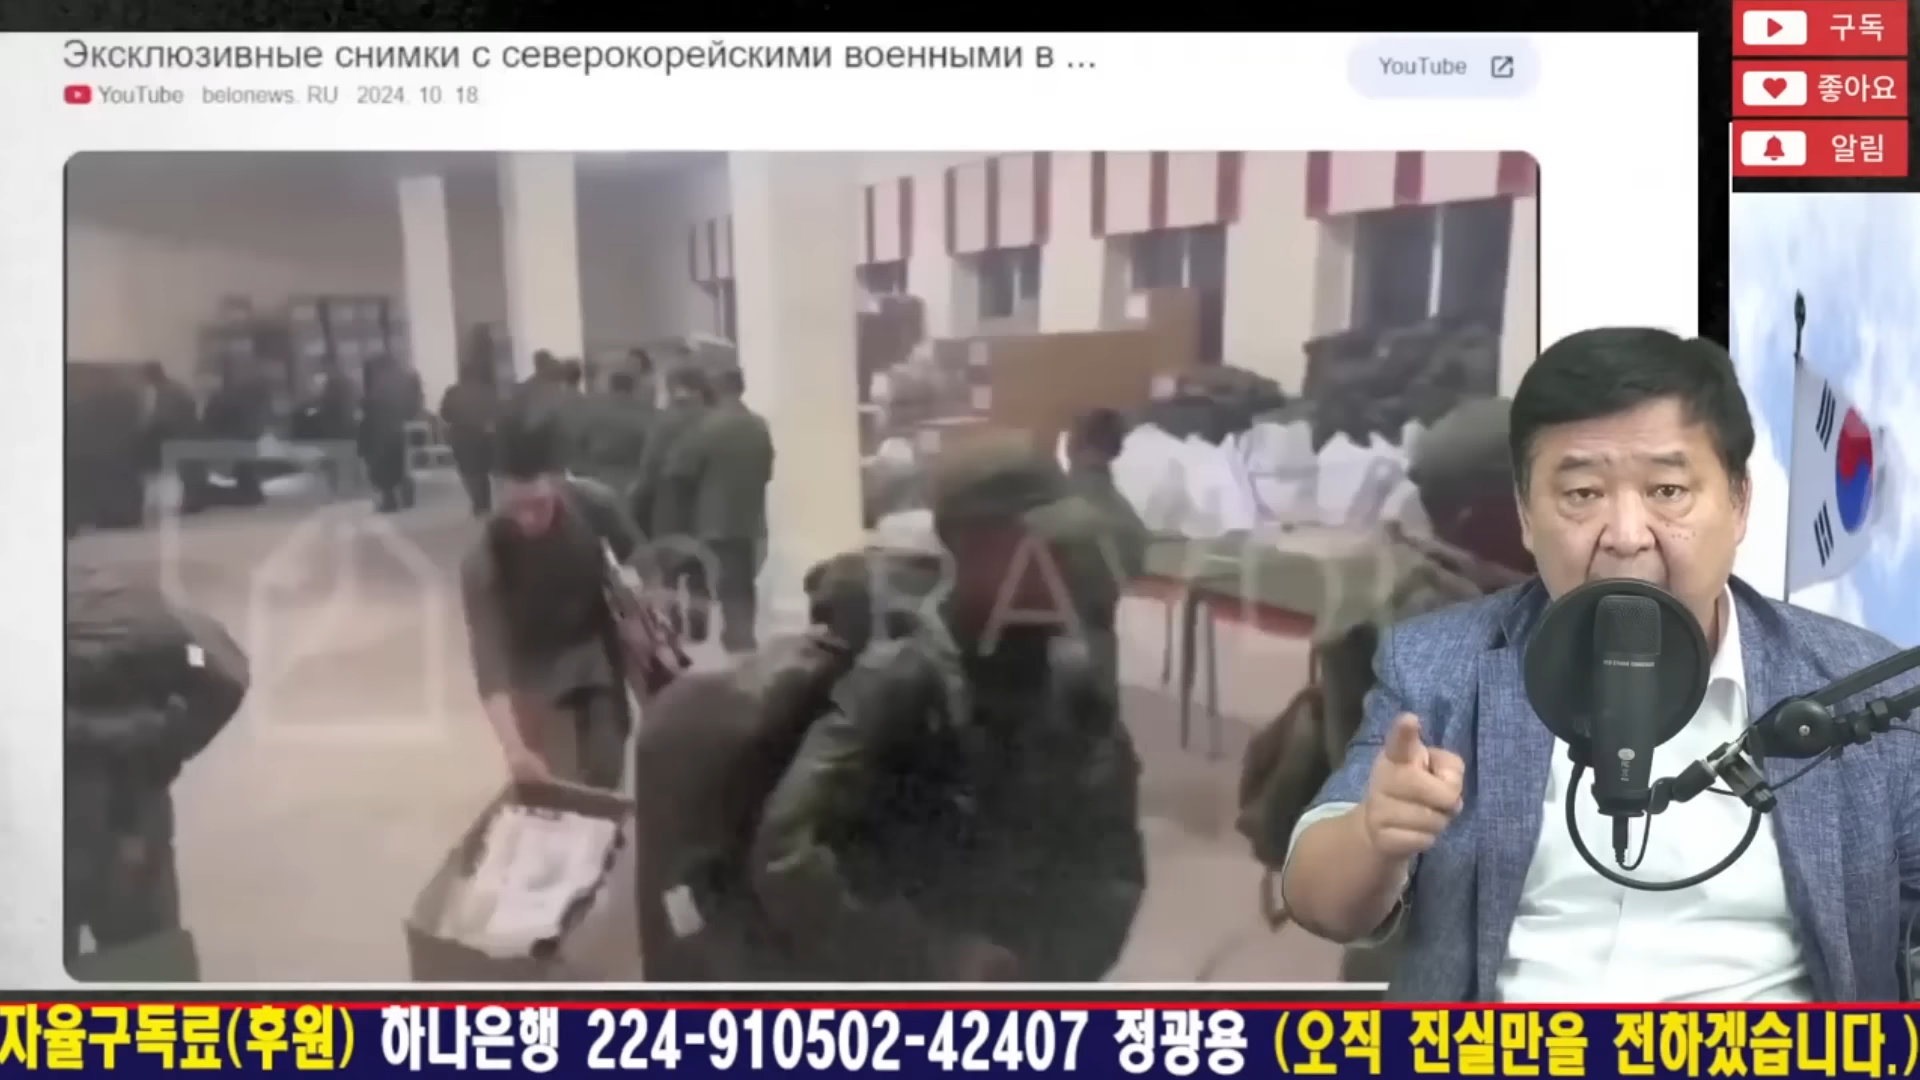 Эксклюзивные снимки с северокорейскими военными в ...
YouTube belonews. RU 2024. 10. 18
YouTube
구독
좋아요
알림
자율구독료(후원) 하나은행 224-910502-42407 정광용 (오직 진실만을 전하겠습니다.)